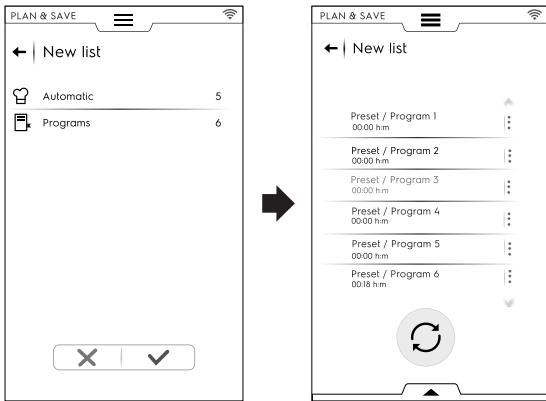 PLAN & SAVE
New list
Automatic 5
Programs 6
PLAN & SAVE
New list
Preset / Program 1
00:00 h:m
Preset / Program 2
00:00 h:m
Preset / Program 3
00:00 h:m
Preset / Program 4
00:00 h:m
Preset / Program 5
00:00 h:m
Preset / Program 6
00:18 h:m